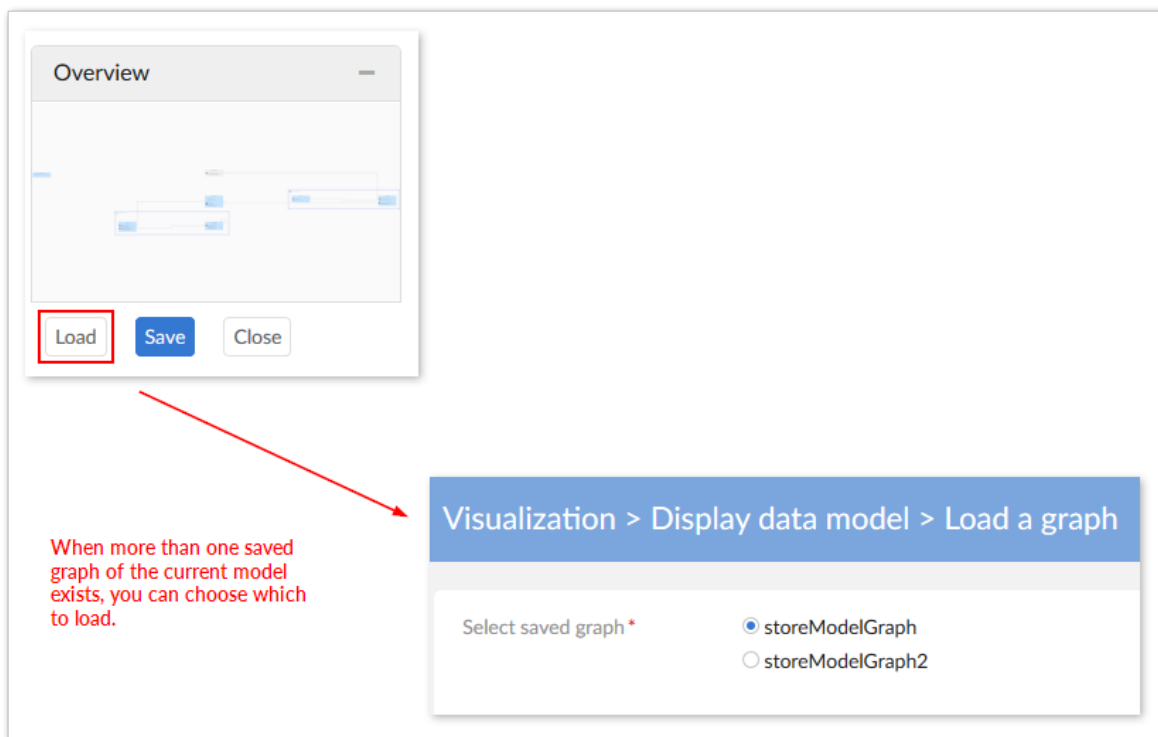 Overview
Load Save Close
When more than one saved
graph of the current model
exists, you can choose which
to load.
Visualization > Display data model > Load a graph
Select saved graph * storeModelGraph
storeModelGraph2